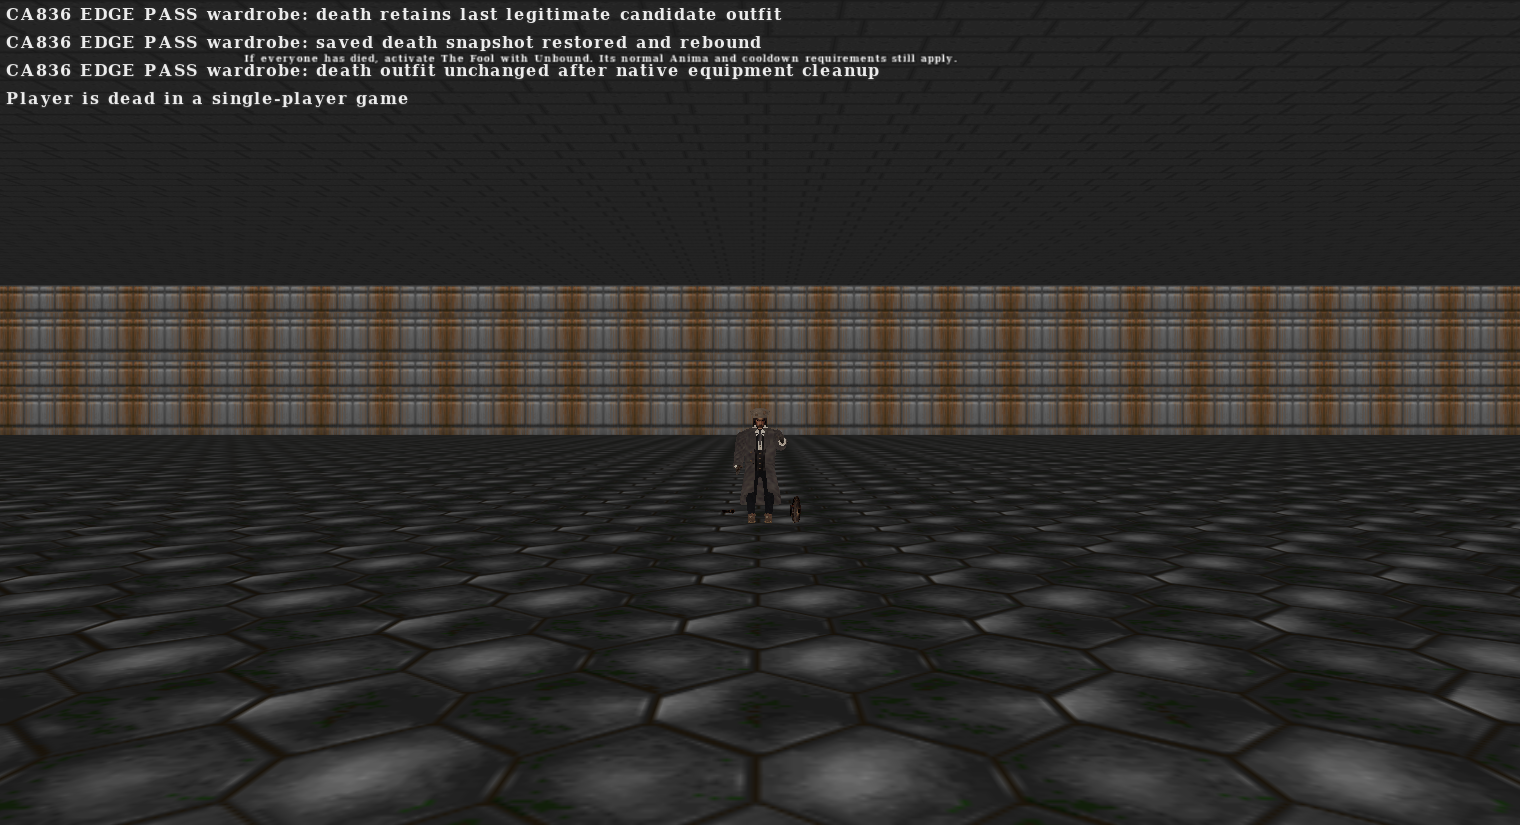 CA836 EDGE PASS wardrobe: death retains last legitimate candidate outfit
CA836 EDGE PASS wardrobe: saved death snapshot restored and rebound
If everyone has died, activate The Fool with Unbound. Its normal Anima and cooldown requirements still apply.
CA836 EDGE PASS wardrobe: death outfit unchanged after native equipment cleanup
Player is dead in a single-player game